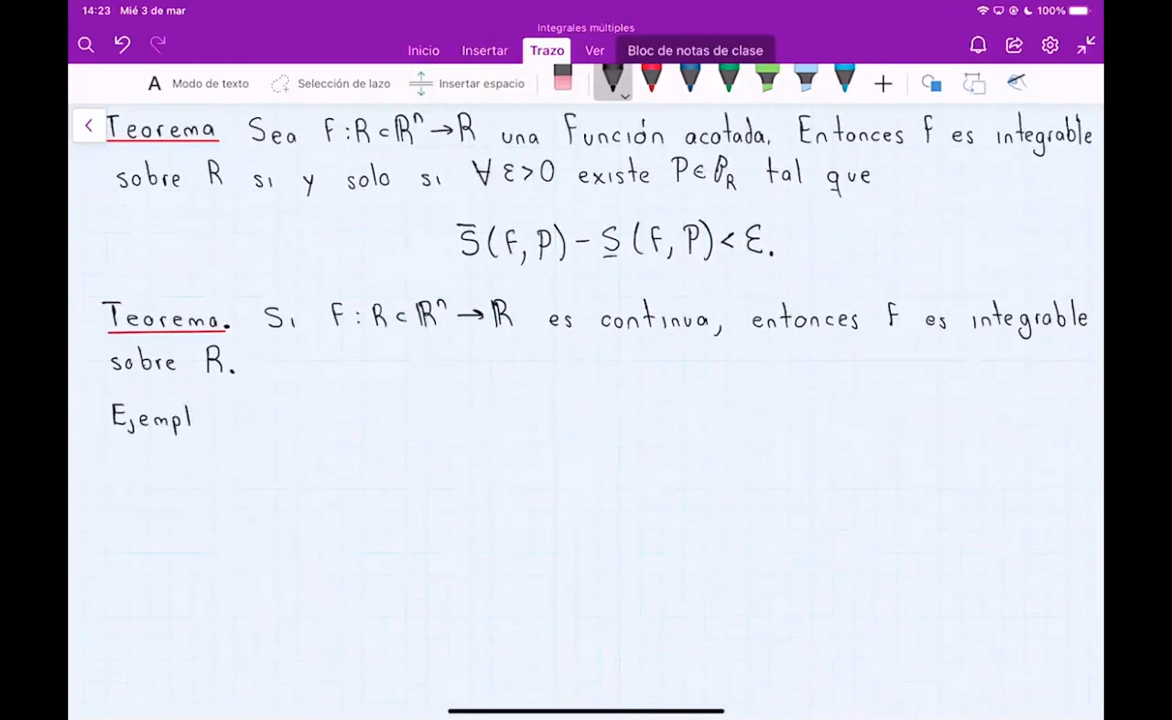 14:23 Mié 3 de mar
100%
Integrales múltiples
Inicio Insertar Trazo Ver Bloc de notas de clase
A Modo de texto Selección de lazo Insertar espacio
Teorema Sea f:R⊂ℝⁿ→ℝ una función acotada. Entonces f es integrable
sobre R si y solo si ∀ε>0 existe P∈𝒫_R tal que
S̄(f,P)-S̲(f,P)<ε.
Teorema. Si f:R⊂ℝⁿ→ℝ es continua, entonces f es integrable
sobre R.
Ejempl